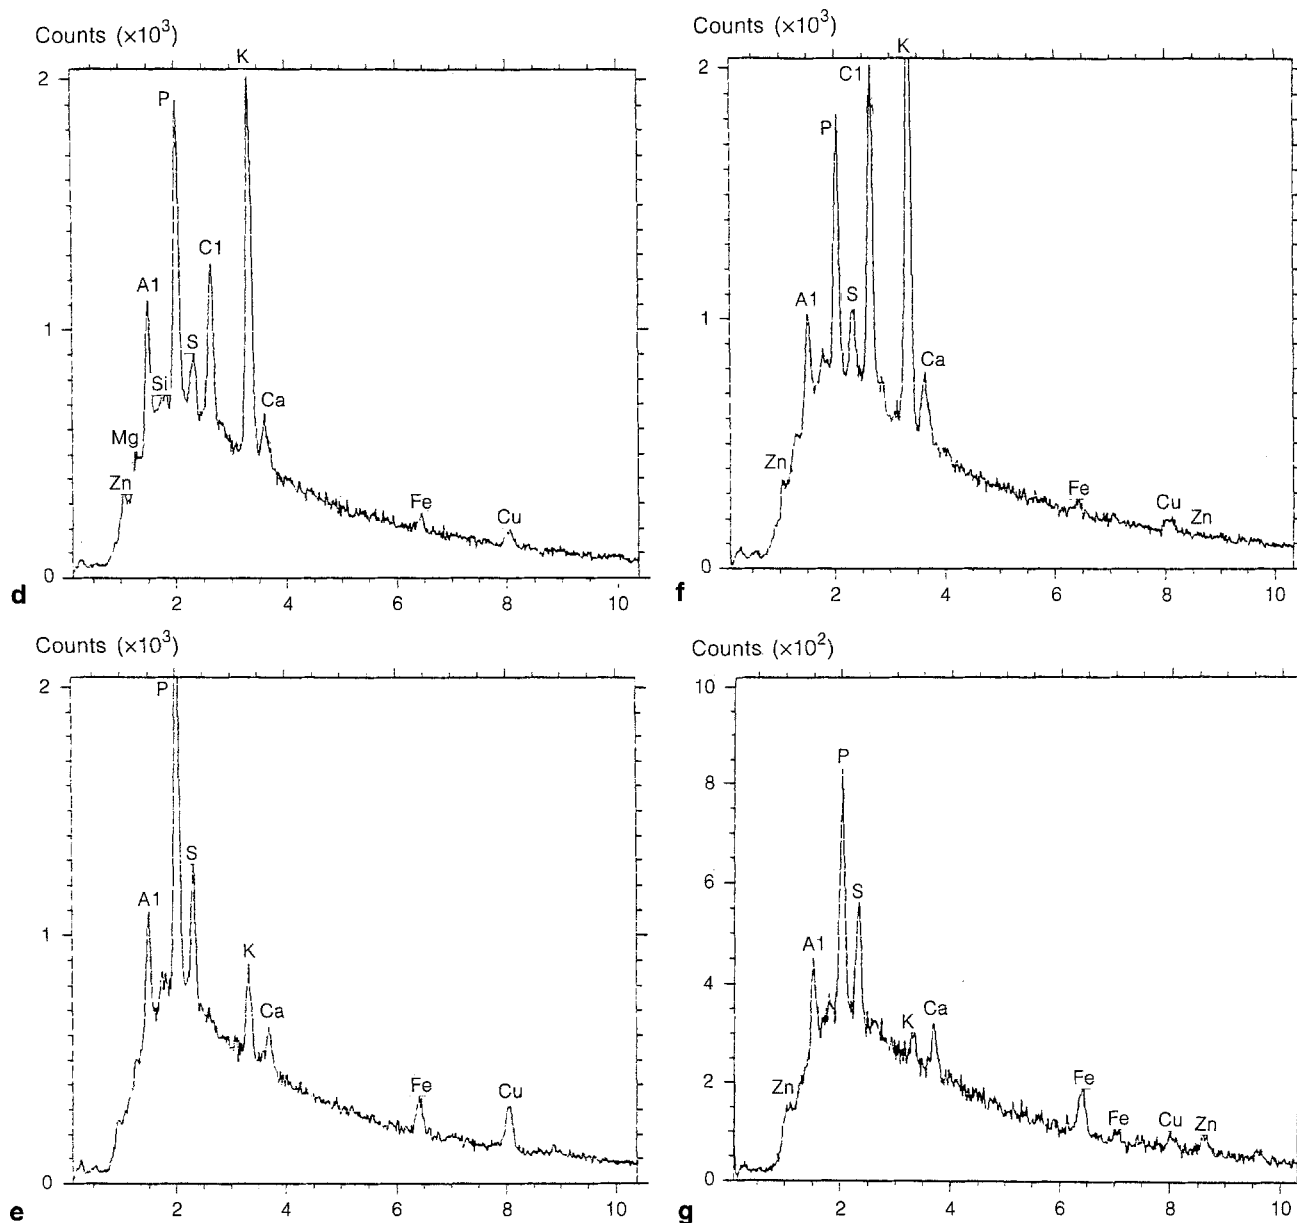 Counts (×10³)
K
2
P
C1
A1
1
S
Si
Ca
Mg
Zn
Fe
Cu
0
2 4 6 8 10
d
Counts (×10³)
K
2
C1
P
A1
S
1
Ca
Zn
Fe
Cu
Zn
0
2 4 6 8 10
f
Counts (×10³)
2
P
S
A1
1
K
Ca
Fe
Cu
0
2 4 6 8 10
e
Counts (×10²)
10
P
8
S
6
A1
4
K
Ca
2
Zn
Fe
Fe
Cu
Zn
0
2 4 6 8 10
g